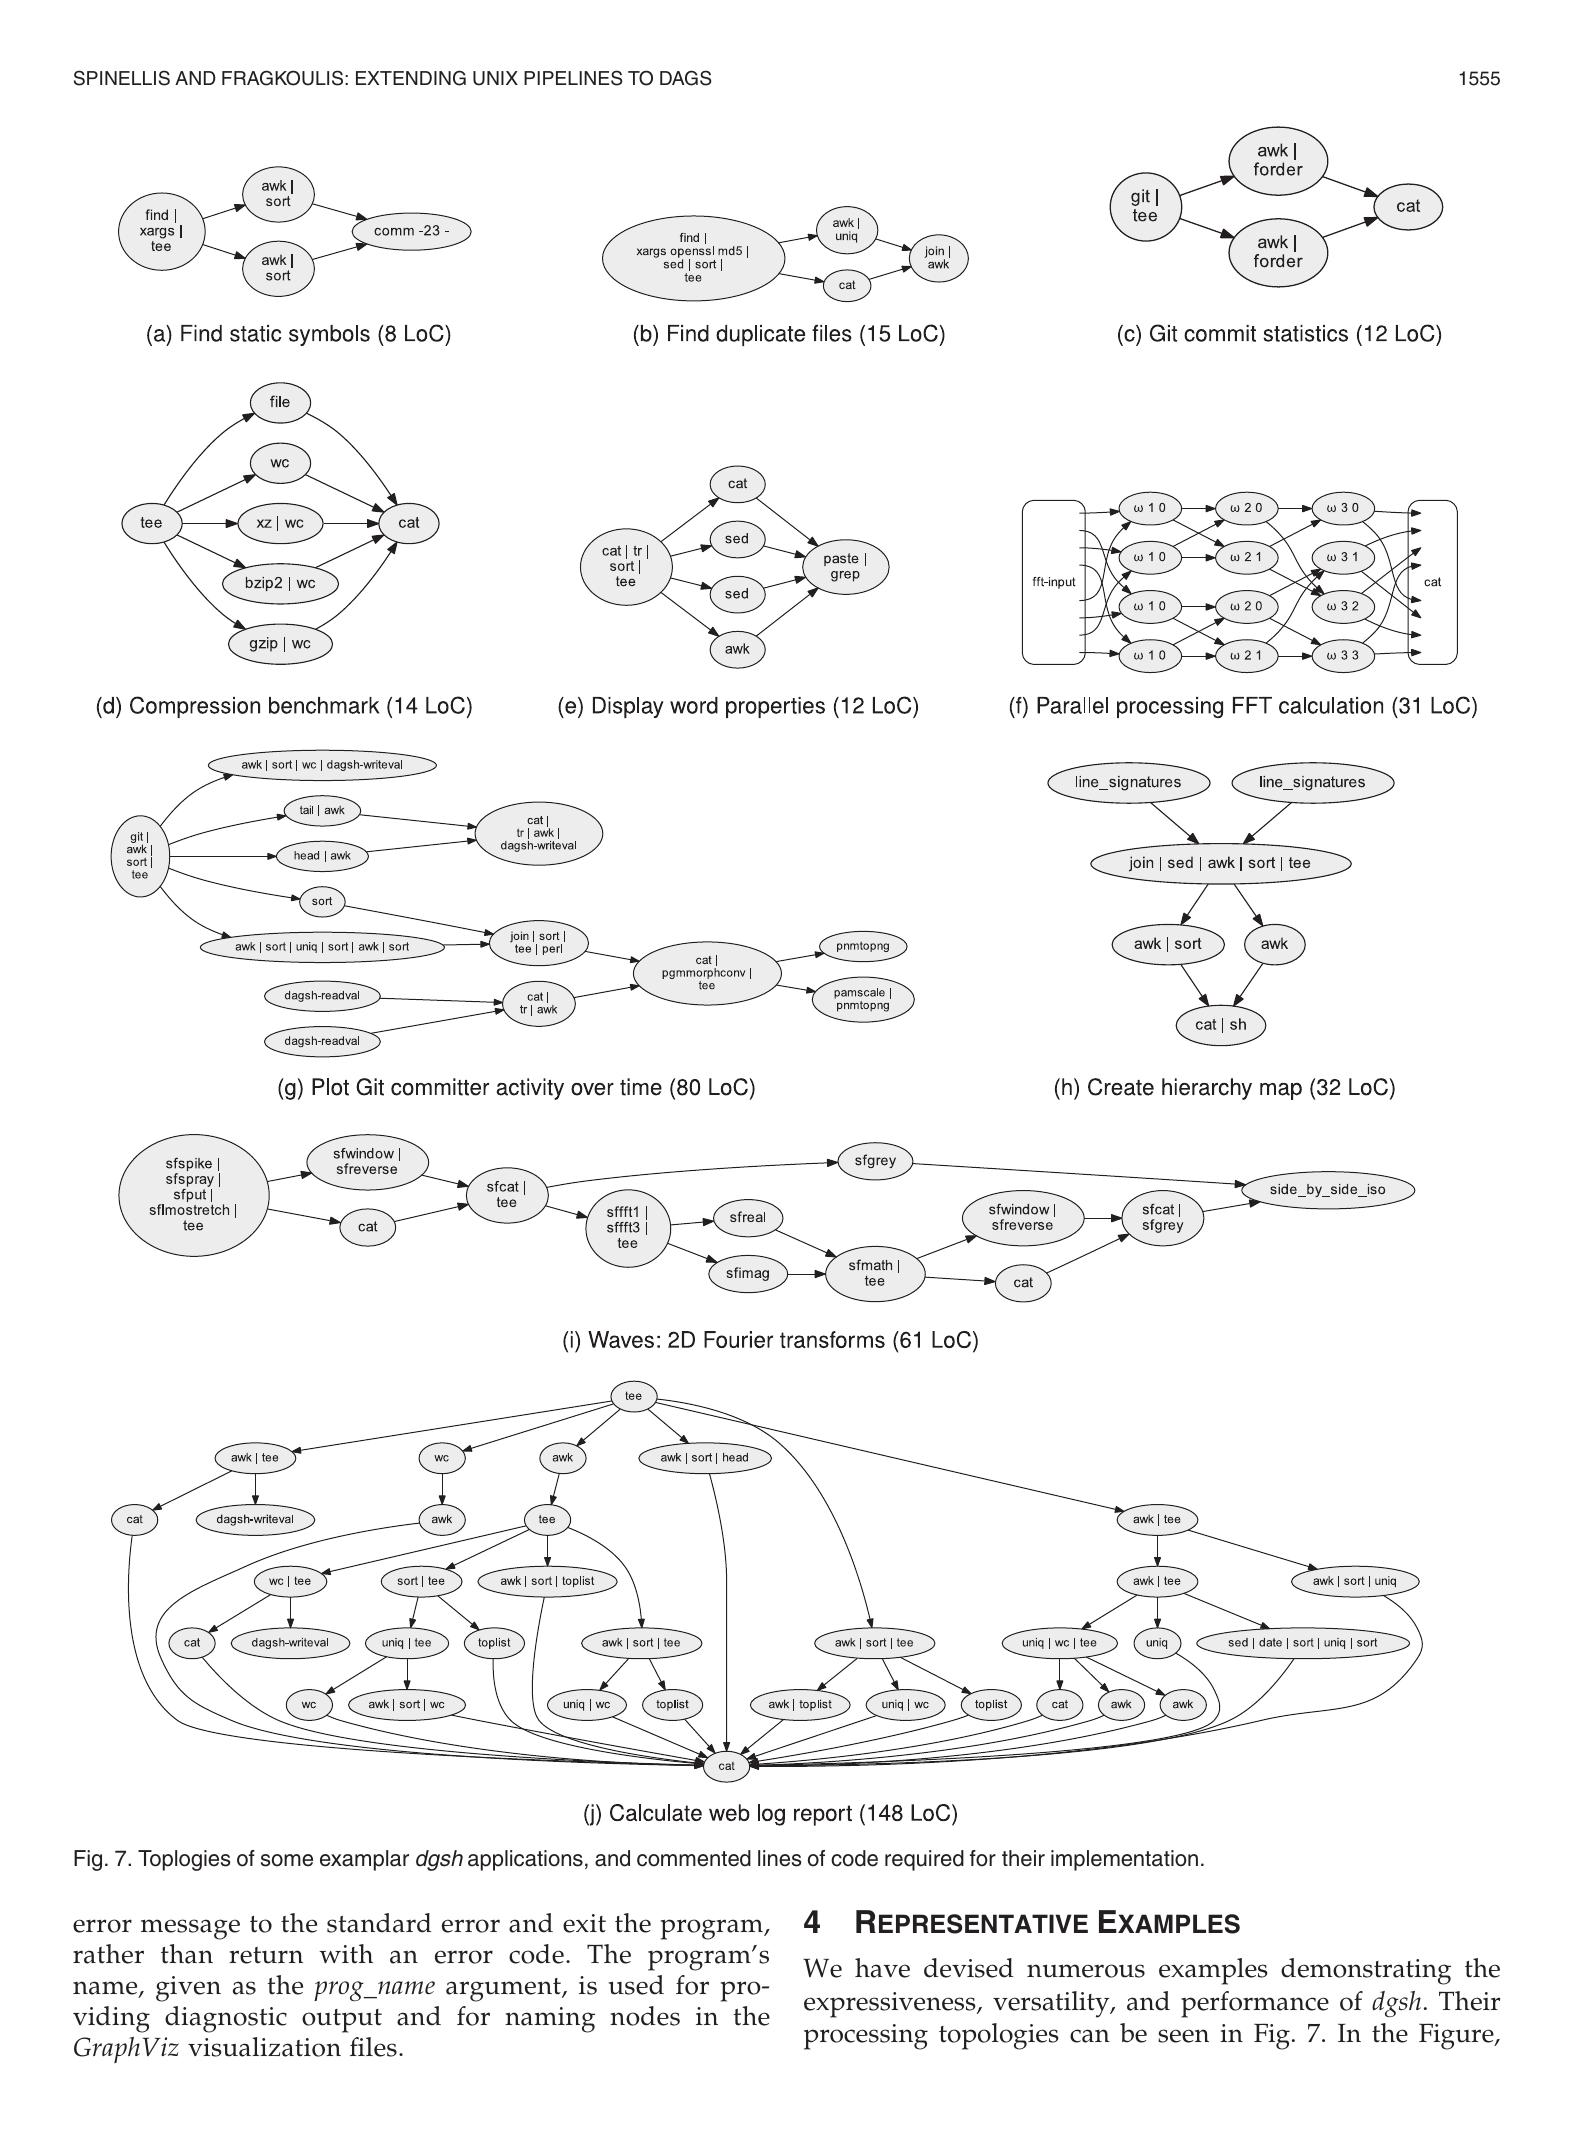 SPINELLIS AND FRAGKOULIS: EXTENDING UNIX PIPELINES TO DAGS
1555
find |
xargs |
tee
awk |
sort
awk |
sort
comm -23 -
(a) Find static symbols (8 LoC)
find |
xargs openssl md5 |
sed | sort |
tee
awk |
uniq
cat
join |
awk
(b) Find duplicate files (15 LoC)
git |
tee
awk |
forder
awk |
forder
cat
(c) Git commit statistics (12 LoC)
tee
file
wc
xz | wc
bzip2 | wc
gzip | wc
cat
(d) Compression benchmark (14 LoC)
cat | tr |
sort |
tee
cat
sed
sed
awk
paste |
grep
(e) Display word properties (12 LoC)
fft-input
ω 1 0
ω 2 0
ω 3 0
ω 1 0
ω 2 1
ω 3 1
ω 1 0
ω 2 0
ω 3 2
ω 1 0
ω 2 1
ω 3 3
cat
(f) Parallel processing FFT calculation (31 LoC)
git |
awk |
sort |
tee
awk | sort | wc | dagsh-writeval
tail | awk
head | awk
cat |
tr | awk |
dagsh-writeval
sort
awk | sort | uniq | sort | awk | sort
join | sort |
tee | perl
dagsh-readval
dagsh-readval
cat |
tr | awk
cat |
pgmmorphconv |
tee
pnmtopng
pamscale |
pnmtopng
(g) Plot Git committer activity over time (80 LoC)
line_signatures
line_signatures
join | sed | awk | sort | tee
awk | sort
awk
cat | sh
(h) Create hierarchy map (32 LoC)
sfspike |
sfspray |
sfput |
sflmostretch |
tee
sfwindow |
sfreverse
cat
sfcat |
tee
sfgrey
sffft1 |
sffft3 |
tee
sfreal
sfimag
sfmath |
tee
sfwindow |
sfreverse
cat
sfcat |
sfgrey
side_by_side_iso
(i) Waves: 2D Fourier transforms (61 LoC)
tee
awk | tee
wc
awk
awk | sort | head
cat
dagsh-writeval
awk
tee
awk | tee
wc | tee
sort | tee
awk | sort | toplist
awk | tee
awk | sort | uniq
cat
dagsh-writeval
uniq | tee
toplist
awk | sort | tee
awk | sort | tee
uniq | wc | tee
uniq
sed | date | sort | uniq | sort
wc
awk | sort | wc
uniq | wc
toplist
awk | toplist
uniq | wc
toplist
cat
awk
awk
cat
(j) Calculate web log report (148 LoC)
Fig. 7. Toplogies of some examplar dgsh applications, and commented lines of code required for their implementation.
error message to the standard error and exit the program,
rather than return with an error code. The program's
name, given as the prog_name argument, is used for pro-
viding diagnostic output and for naming nodes in the
GraphViz visualization files.
4 REPRESENTATIVE EXAMPLES
We have devised numerous examples demonstrating the
expressiveness, versatility, and performance of dgsh. Their
processing topologies can be seen in Fig. 7. In the Figure,